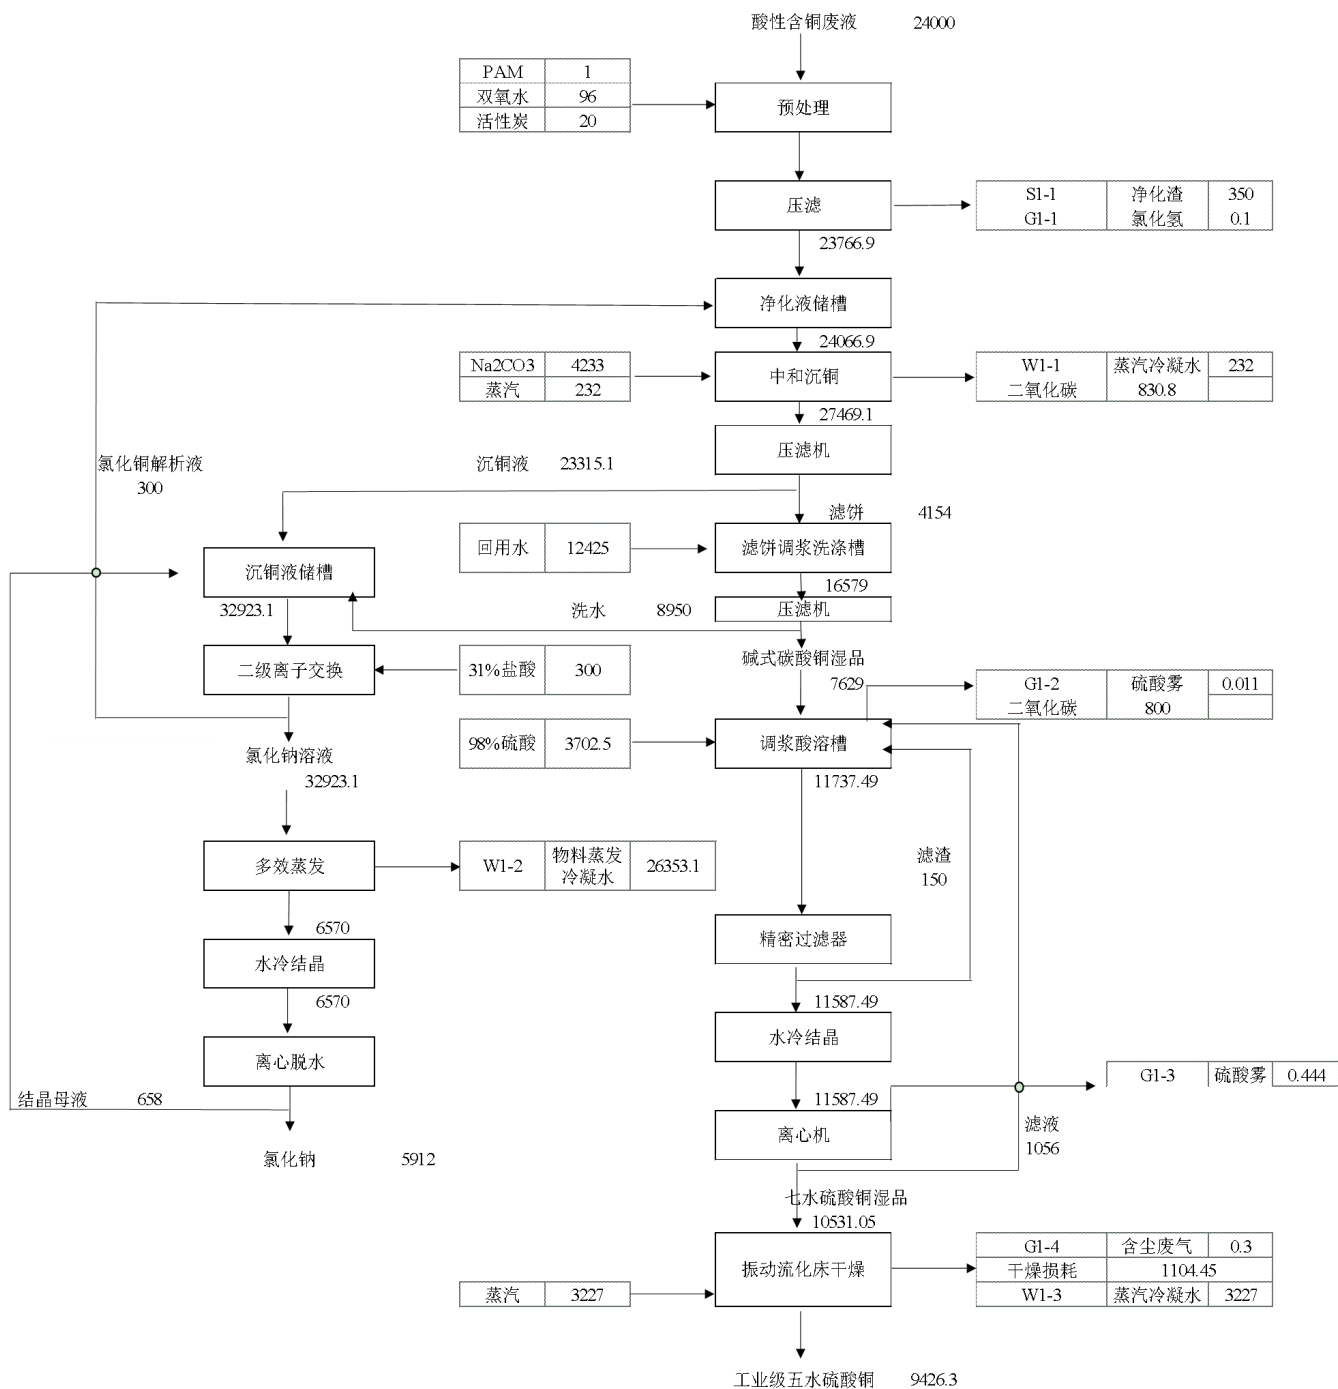 酸性含铜废液 24000
PAM 1
双氧水 96
活性炭 20
预处理
压滤
S1-1 净化渣 350
G1-1 氯化氢 0.1
23766.9
净化液储槽
24066.9
Na2CO3 4233
蒸汽 232
中和沉铜
W1-1 蒸汽冷凝水 232
二氧化碳 830.8
27469.1
压滤机
氯化铜解析液
300
沉铜液 23315.1
滤饼 4154
回用水 12425
滤饼调浆洗涤槽
沉铜液储槽
16579
32923.1
洗水 8950
压滤机
二级离子交换
31%盐酸 300
碱式碳酸铜湿品
7629
G1-2 硫酸雾 0.011
二氧化碳 800
98%硫酸 3702.5
调浆酸溶槽
氯化钠溶液
32923.1
11737.49
多效蒸发
W1-2 物料蒸发
冷凝水 26353.1
滤渣
150
6570
精密过滤器
水冷结晶
6570
11587.49
水冷结晶
离心脱水
G1-3 硫酸雾 0.444
结晶母液 658
11587.49
离心机
滤液
1056
氯化钠 5912
七水硫酸铜湿品
10531.05
振动流化床干燥
G1-4 含尘废气 0.3
干燥损耗 1104.45
W1-3 蒸汽冷凝水 3227
蒸汽 3227
工业级五水硫酸铜 9426.3